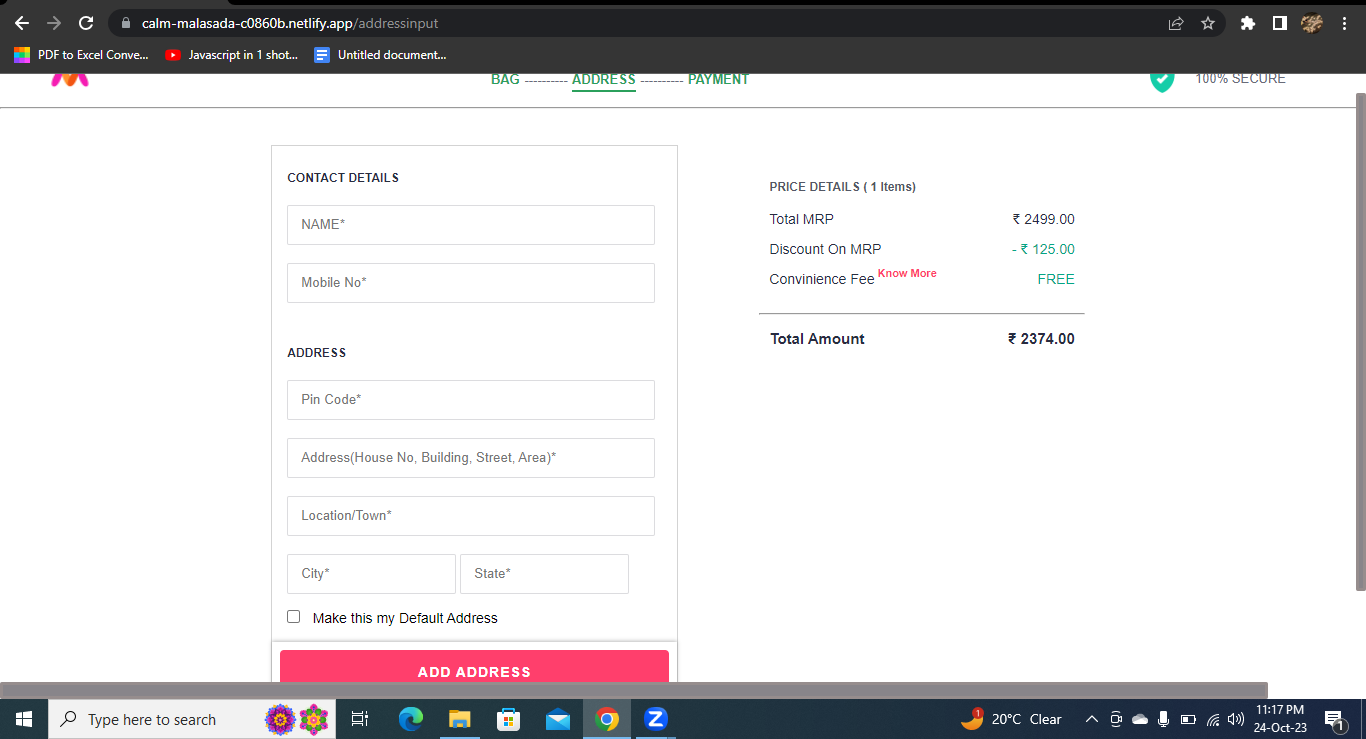 calm-malasada-c0860b.netlify.app/addressinput
PDF to Excel Conve... Javascript in 1 shot... Untitled document...
BAG ---------- ADDRESS ---------- PAYMENT 100% SECURE
CONTACT DETAILS
NAME*
Mobile No*
ADDRESS
Pin Code*
Address(House No, Building, Street, Area)*
Location/Town*
City* State*
Make this my Default Address
ADD ADDRESS
PRICE DETAILS ( 1 Items)
Total MRP ₹ 2499.00
Discount On MRP - ₹ 125.00
Convinience Fee Know More FREE
Total Amount ₹ 2374.00
Type here to search
Z
1
20°C Clear
11:17 PM
24-Oct-23
1